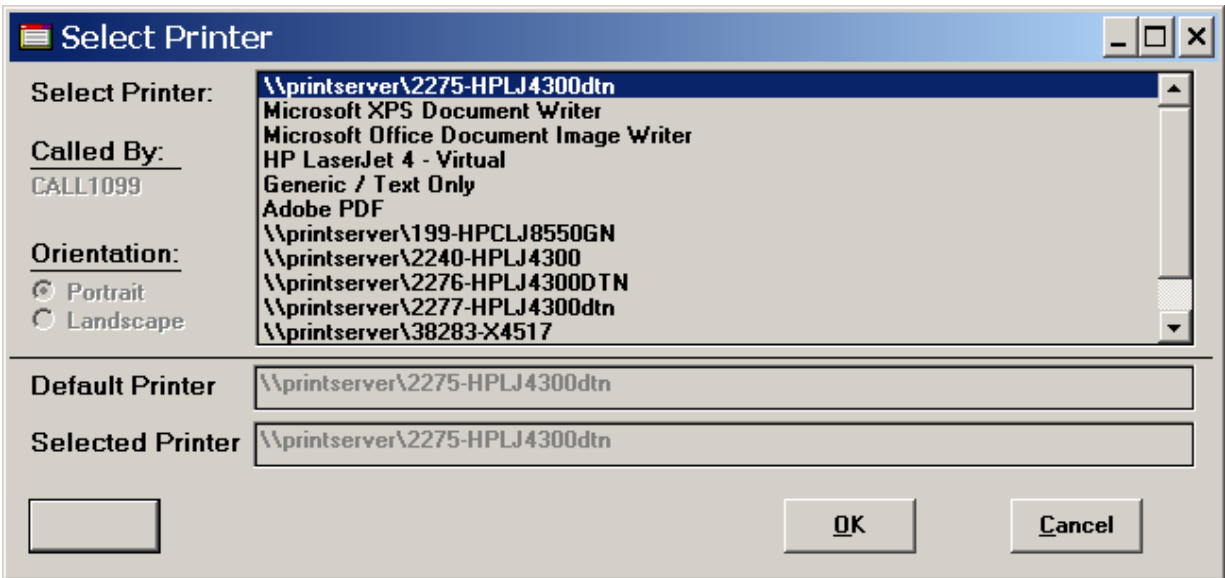 Select Printer
Select Printer:
\\printserver\2275-HPLJ4300dtn
Microsoft XPS Document Writer
Microsoft Office Document Image Writer
HP LaserJet 4 - Virtual
Generic / Text Only
Adobe PDF
\\printserver\199-HPCLJ8550GN
\\printserver\2240-HPLJ4300
\\printserver\2276-HPLJ4300DTN
\\printserver\2277-HPLJ4300dtn
\\printserver\38283-X4517
Called By:
CALL1099
Orientation:
Portrait
Landscape
Default Printer \\printserver\2275-HPLJ4300dtn
Selected Printer \\printserver\2275-HPLJ4300dtn
OK Cancel